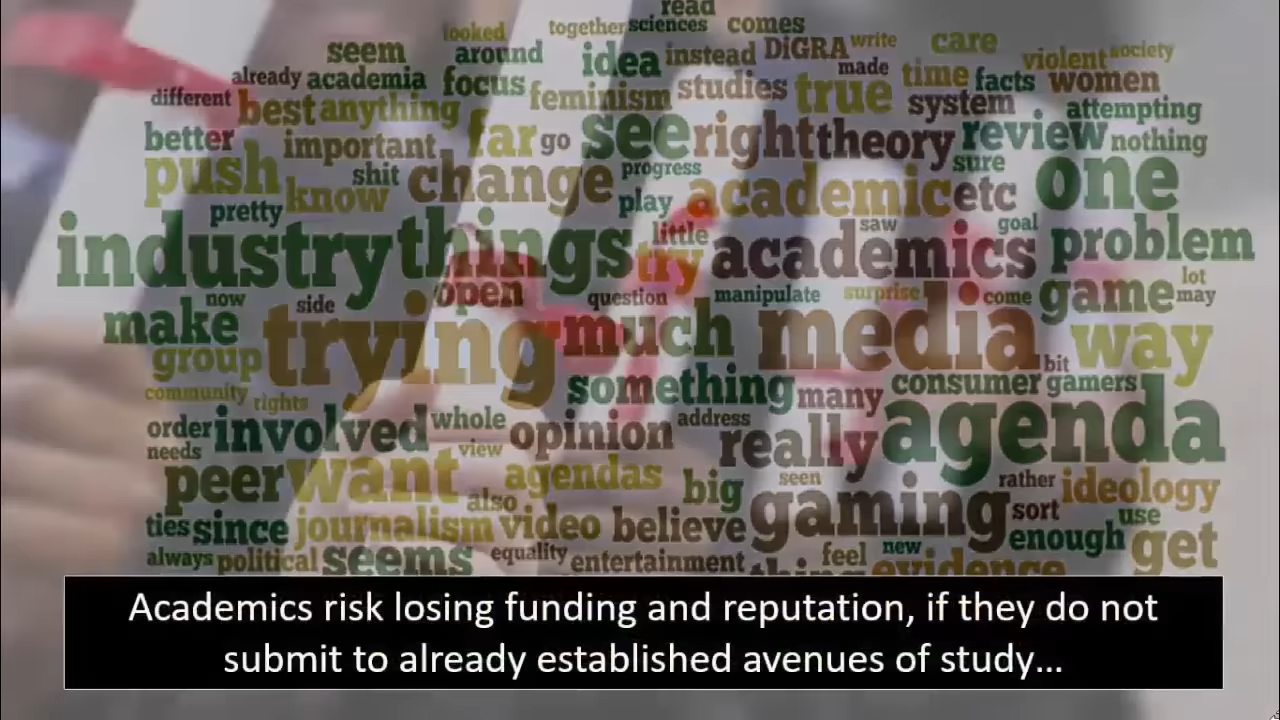 read
looked together sciences comes
seem around idea instead DiGRA write care violent society
already academia focus feminism studies made true time facts women
different best anything system attempting
better important far go see right theory review nothing
push know shit change progress play academic etc sure one
pretty
industry things little try academics saw goal problem
now side open question manipulate surprise come game lot may
make trying much media way
group bit
community rights something many consumer gamers
order involved whole opinion address really agenda
needs view
peer want agendas big seen gaming rather ideology
also sort use
ties since journalism video believe enough get
always political seems equality entertainment feel new
thing evidence
Academics risk losing funding and reputation, if they do not
submit to already established avenues of study...